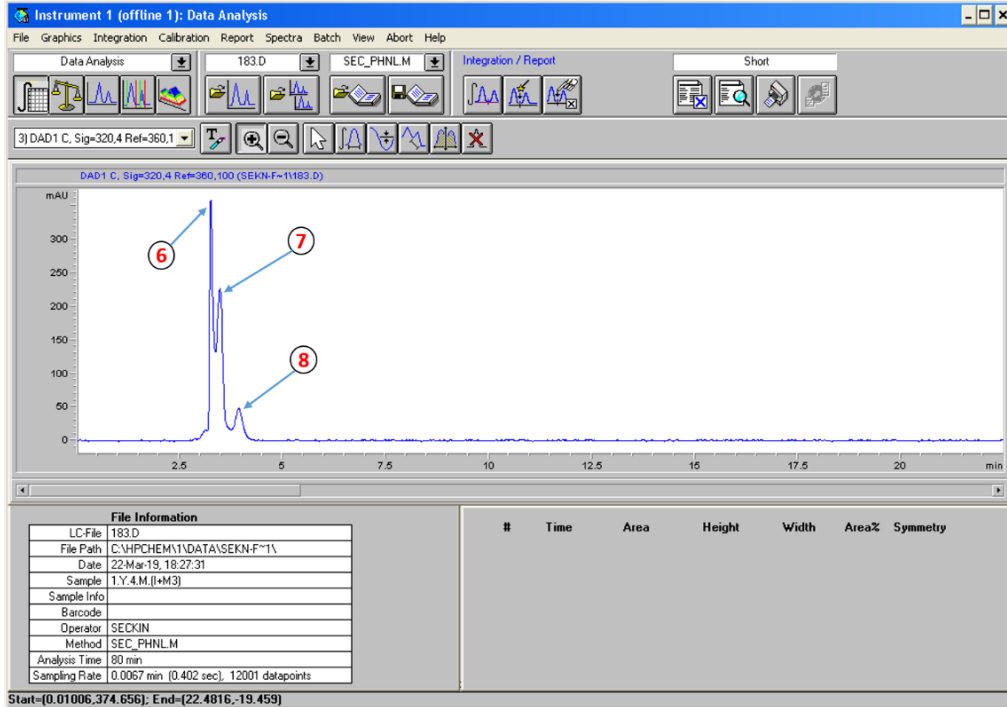 Instrument 1 (offline 1): Data Analysis
File Graphics Integration Calibration Report Spectra Batch View Abort Help
Data Analysis 183.D SEC_PHNL.M Integration / Report Short
3) DAD1 C, Sig=320,4 Ref=360,1
DAD1 C, Sig=320,4 Ref=360,100 (SEKN-F~1\183.D)
mAU
300
250
200
150
100
50
0
6
7
8
2.5 5 7.5 10 12.5 15 17.5 20 min
File Information
LC-File 183.D
File Path C:\HPCHEM\1\DATA\SEKN-F~1\
Date 22-Mar-19, 18:27:31
Sample 1.Y.4.M.(I+M3)
Sample Info
Barcode
Operator SECKIN
Method SEC_PHNL.M
Analysis Time 80 min
Sampling Rate 0.0067 min (0.402 sec), 12001 datapoints
# Time Area Height Width Area% Symmetry
Start=(0.01006,374.656); End=(22.4816,-19.459)